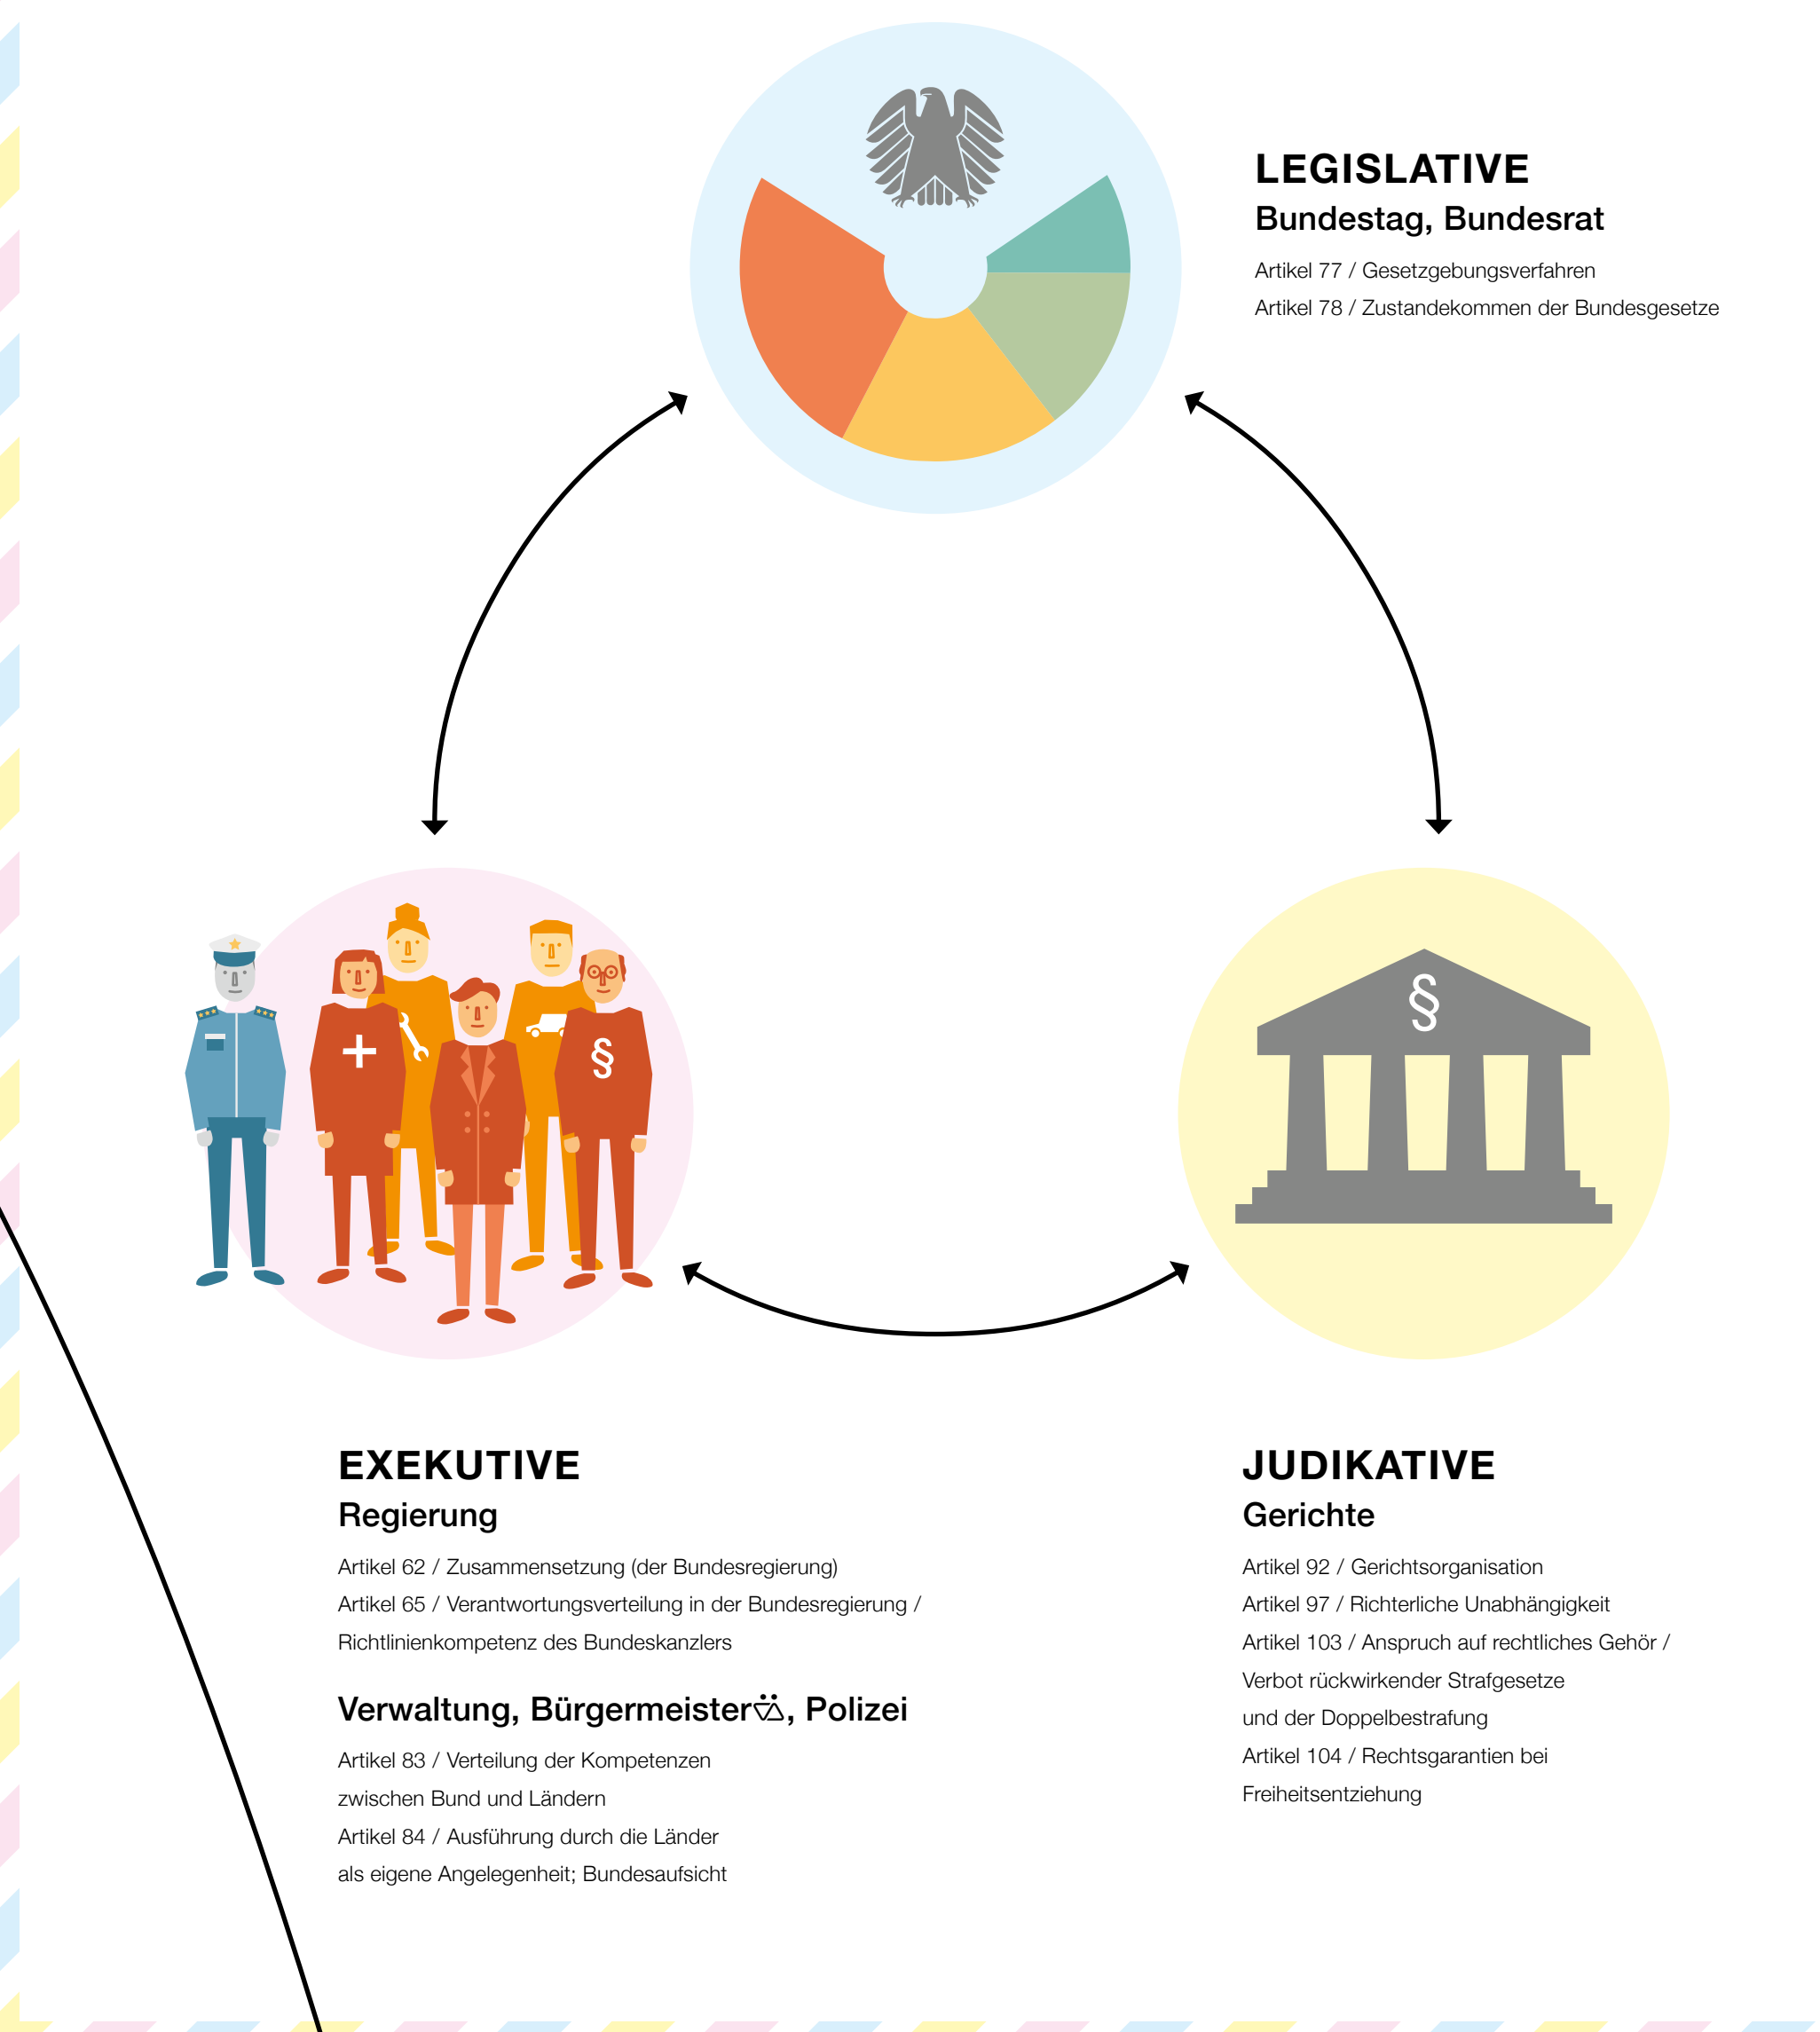 LEGISLATIVE
Bundestag, Bundesrat
Artikel 77 / Gesetzgebungsverfahren
Artikel 78 / Zustandekommen der Bundesgesetze
§
§
EXEKUTIVE
Regierung
Artikel 62 / Zusammensetzung (der Bundesregierung)
Artikel 65 / Verantwortungsverteilung in der Bundesregierung /
Richtlinienkompetenz des Bundeskanzlers
Verwaltung, Bürgermeister, Polizei
Artikel 83 / Verteilung der Kompetenzen
zwischen Bund und Ländern
Artikel 84 / Ausführung durch die Länder
als eigene Angelegenheit; Bundesaufsicht
JUDIKATIVE
Gerichte
Artikel 92 / Gerichtsorganisation
Artikel 97 / Richterliche Unabhängigkeit
Artikel 103 / Anspruch auf rechtliches Gehör /
Verbot rückwirkender Strafgesetze
und der Doppelbestrafung
Artikel 104 / Rechtsgarantien bei
Freiheitsentziehung